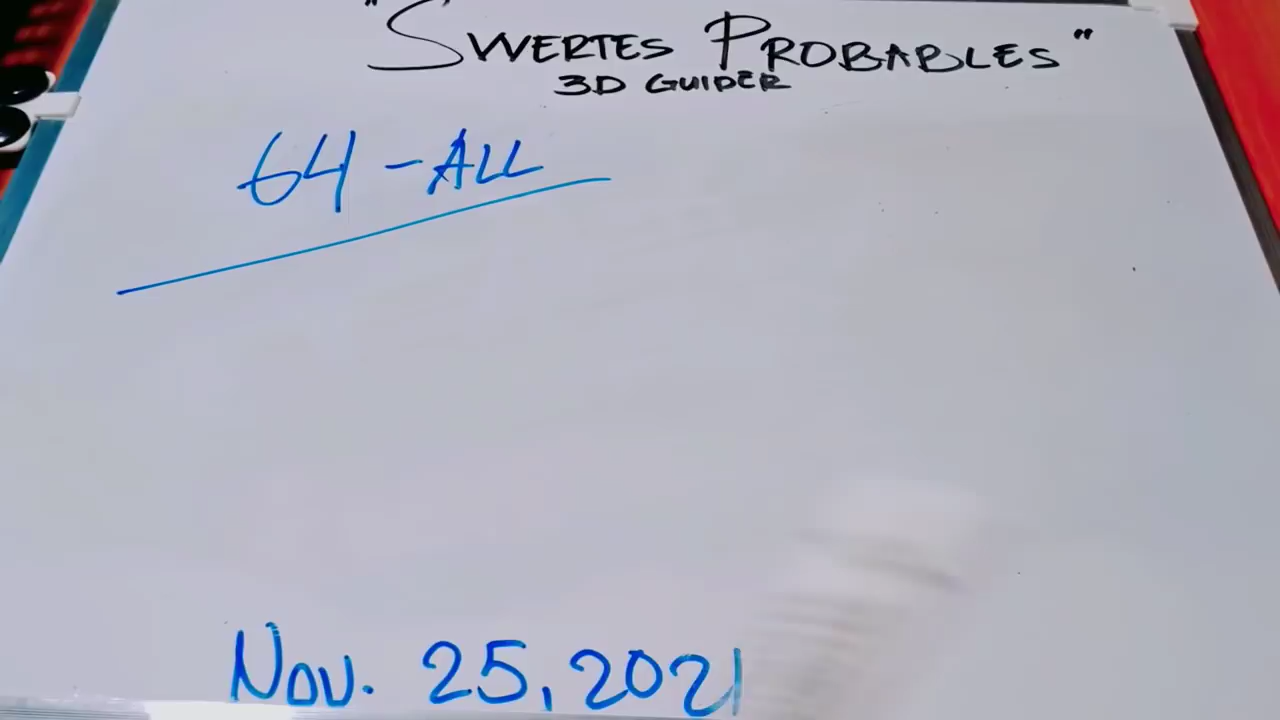 "SWERTES PROBABLES"
3D GUIDER
64 - ALL
Nov. 25, 2021